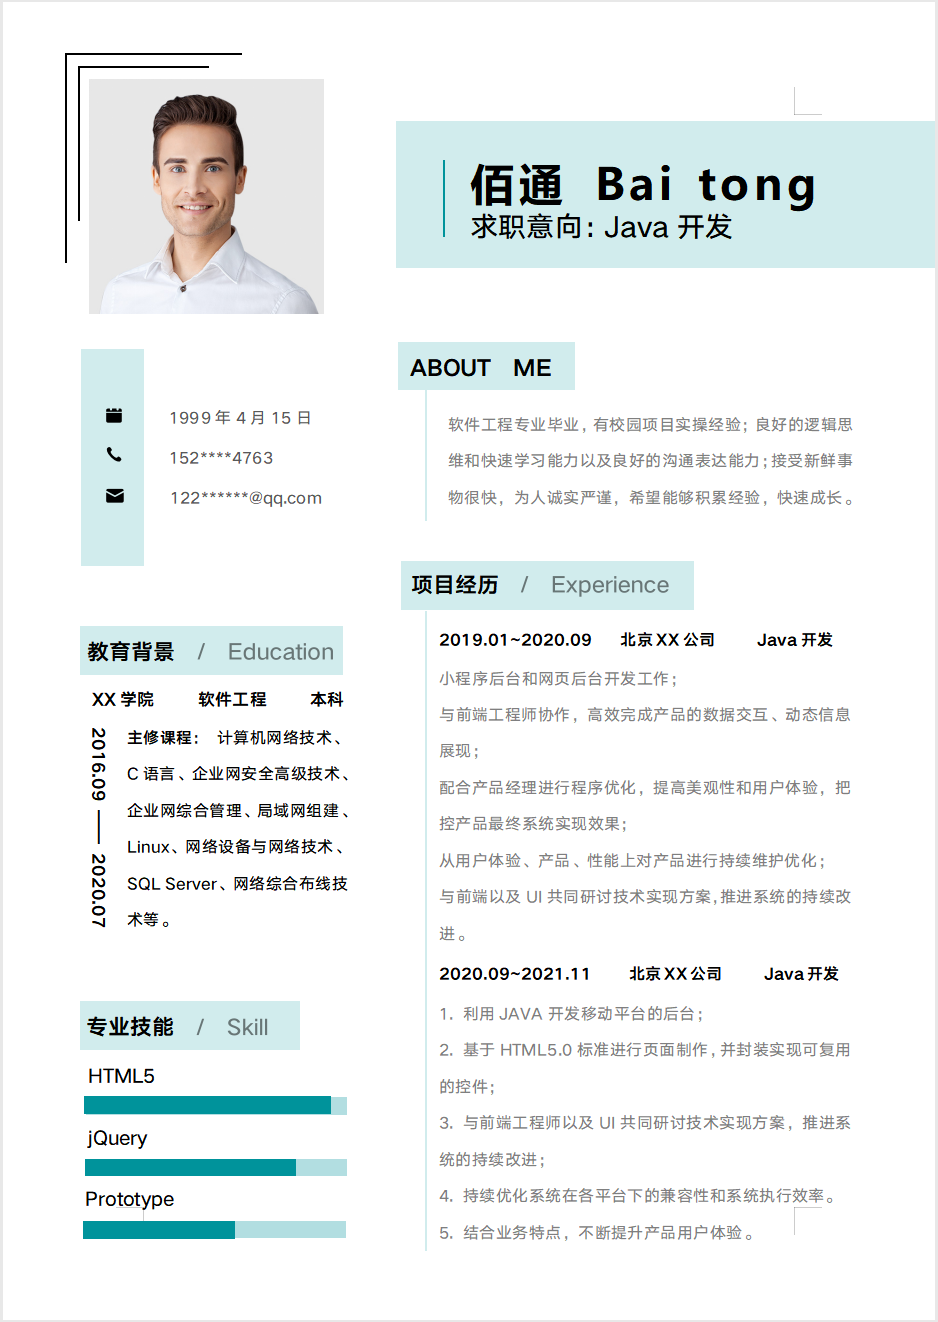 佰通 Bai tong
求职意向：Java 开发
1999 年 4 月 15 日
152****4763
122******@qq.com
教育背景 / Education
XX 学院 软件工程 本科
2016.09 —— 2020.07
主修课程： 计算机网络技术、
C 语言、企业网安全高级技术、
企业网综合管理、局域网组建、
Linux、网络设备与网络技术、
SQL Server、网络综合布线技
术等。
专业技能 / Skill
HTML5
jQuery
Prototype
ABOUT ME
软件工程专业毕业，有校园项目实操经验；良好的逻辑思
维和快速学习能力以及良好的沟通表达能力；接受新鲜事
物很快，为人诚实严谨，希望能够积累经验，快速成长。
项目经历 / Experience
2019.01~2020.09 北京 XX 公司 Java 开发
小程序后台和网页后台开发工作；
与前端工程师协作，高效完成产品的数据交互、动态信息
展现；
配合产品经理进行程序优化，提高美观性和用户体验，把
控产品最终系统实现效果；
从用户体验、产品、性能上对产品进行持续维护优化；
与前端以及 UI 共同研讨技术实现方案，推进系统的持续改
进。
2020.09~2021.11 北京 XX 公司 Java 开发
1. 利用 JAVA 开发移动平台的后台；
2. 基于 HTML5.0 标准进行页面制作，并封装实现可复用
的控件；
3. 与前端工程师以及 UI 共同研讨技术实现方案，推进系
统的持续改进；
4. 持续优化系统在各平台下的兼容性和系统执行效率。
5. 结合业务特点，不断提升产品用户体验。